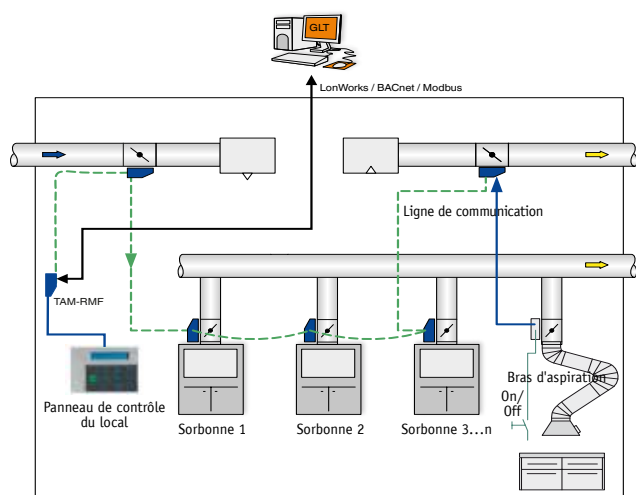 GLT
LonWorks / BACnet / Modbus
Ligne de communication
TAM-RMF
Panneau de contrôle
du local
Sorbonne 1
Sorbonne 2
Sorbonne 3...n
Bras d'aspiration
On/
Off